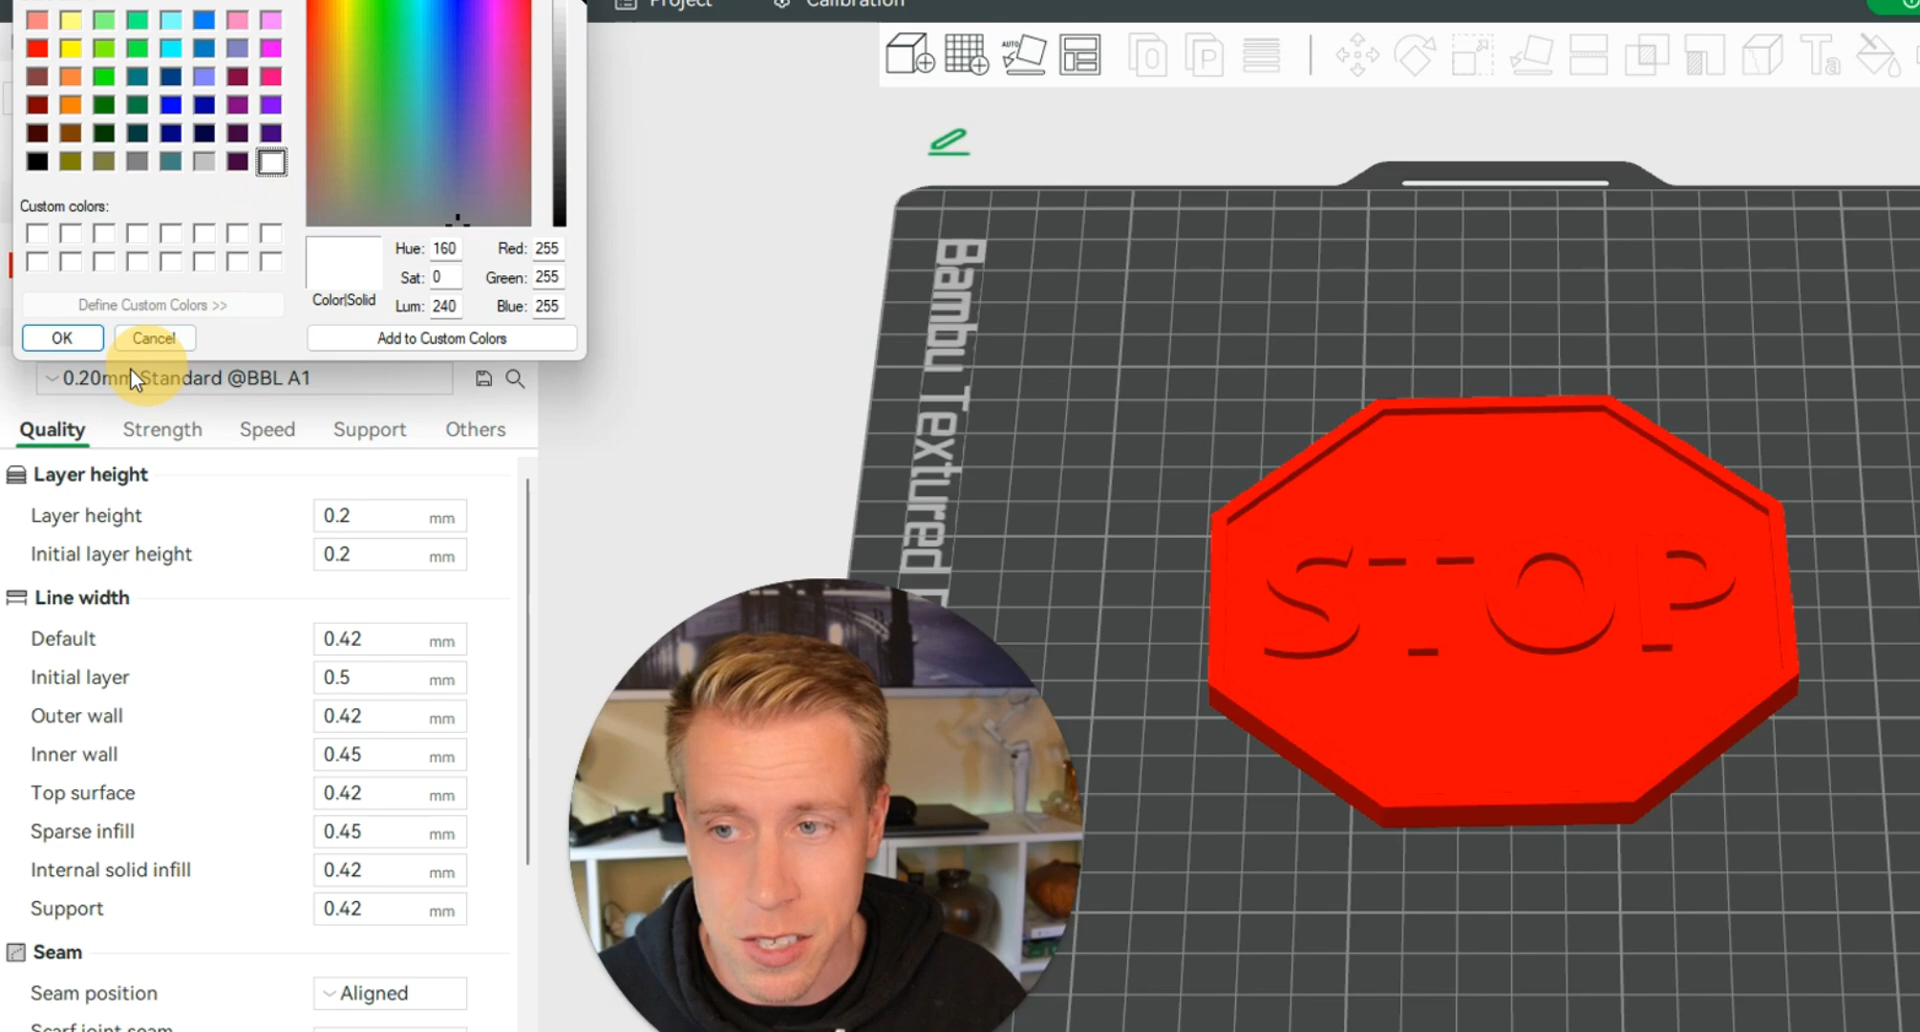 Project
Calibration
AUTO
Custom colors:
Define Custom Colors >>
OK
Cancel
Color|Solid
Hue: 160
Sat: 0
Lum: 240
Red: 255
Green: 255
Blue: 255
Add to Custom Colors
0.20mm Standard @BBL A1
Quality Strength Speed Support Others
Layer height
Layer height 0.2 mm
Initial layer height 0.2 mm
Line width
Default 0.42 mm
Initial layer 0.5 mm
Outer wall 0.42 mm
Inner wall 0.45 mm
Top surface 0.42 mm
Sparse infill 0.45 mm
Internal solid infill 0.42 mm
Support 0.42 mm
Seam
Seam position Aligned
Scarf joint seam
Bambu Textured
STOP